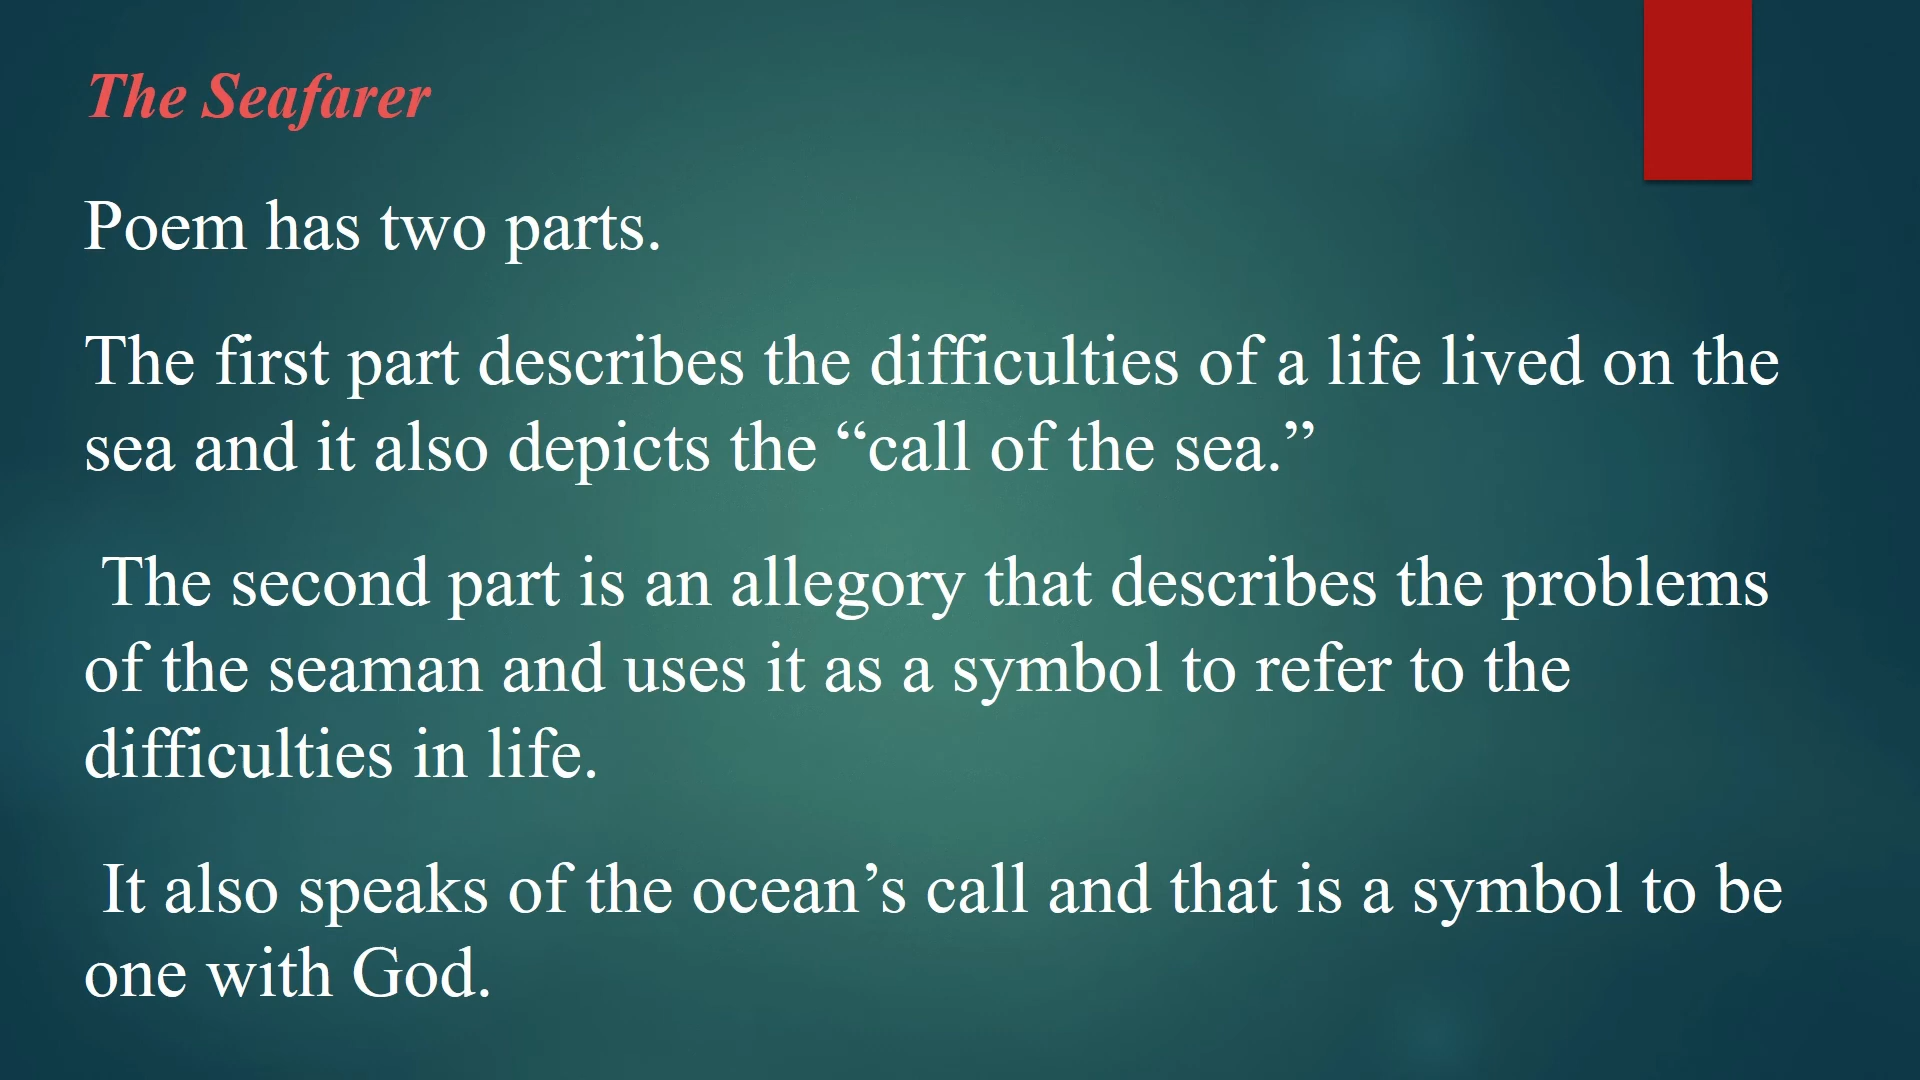 The Seafarer
Poem has two parts.
The first part describes the difficulties of a life lived on the
sea and it also depicts the “call of the sea.”
The second part is an allegory that describes the problems
of the seaman and uses it as a symbol to refer to the
difficulties in life.
It also speaks of the ocean’s call and that is a symbol to be
one with God.